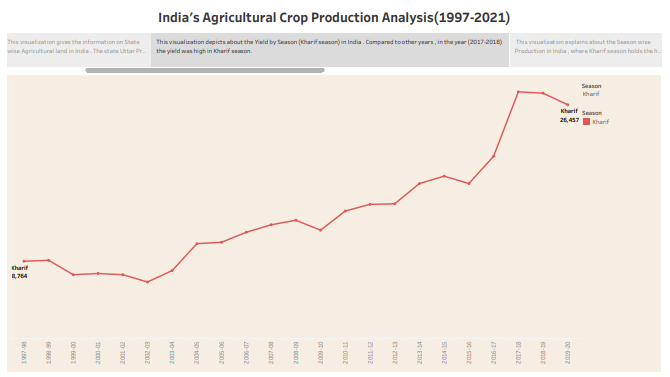 India's Agricultural Crop Production Analysis(1997-2021)
This visualization gives the information on State
wise Agricultural land in India . The state Uttar Pr..
This visualization depicts about the Yield by Season (Kharif season) in India . Compared to other years , in the year (2017-2018)
the yield was high in Kharif season.
This visualization explains about the Season wise
Production in India , where Kharif season holds the h..
Season
Kharif
Season
Kharif
Kharif
26,457
Kharif
8,764
1997-98
1998-99
1999-00
2000-01
2001-02
2002-03
2003-04
2004-05
2005-06
2006-07
2007-08
2008-09
2009-10
2010-11
2011-12
2012-13
2013-14
2014-15
2015-16
2016-17
2017-18
2018-19
2019-20